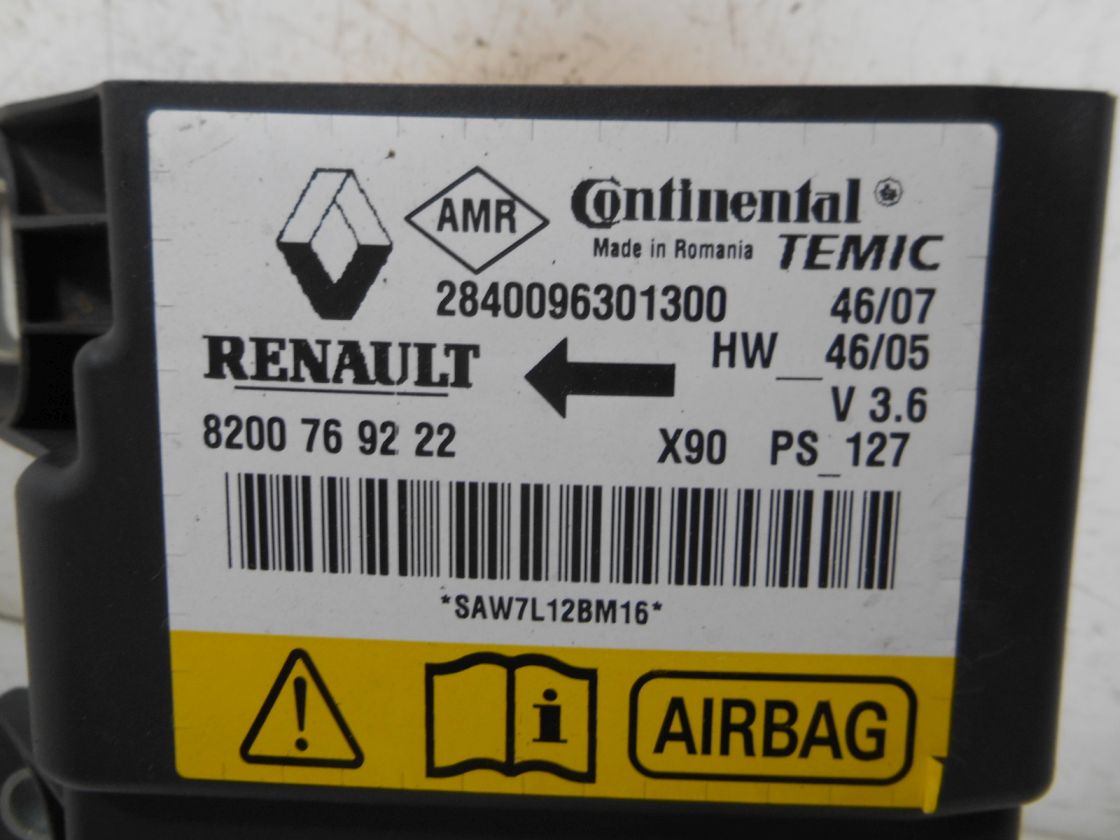 AMR
Continental
Made in Romania TEMIC
2840096301300 46/07
HW__46/05
RENAULT
V 3.6
8200 76 92 22 X90 PS_127
*SAW7L12BM16*
i AIRBAG